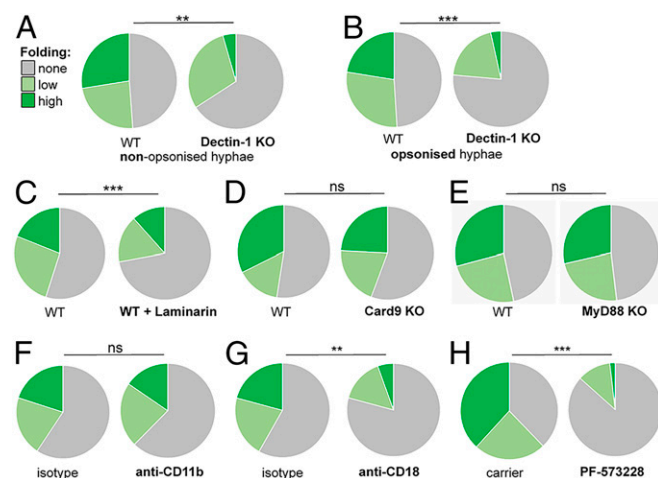 A
**
B
***
Folding:
none
low
high
WT
Dectin-1 KO
non-opsonised hyphae
WT
Dectin-1 KO
opsonised hyphae
C
***
D
ns
E
ns
WT
WT + Laminarin
WT
Card9 KO
WT
MyD88 KO
F
ns
G
**
H
***
isotype
anti-CD11b
isotype
anti-CD18
carrier
PF-573228